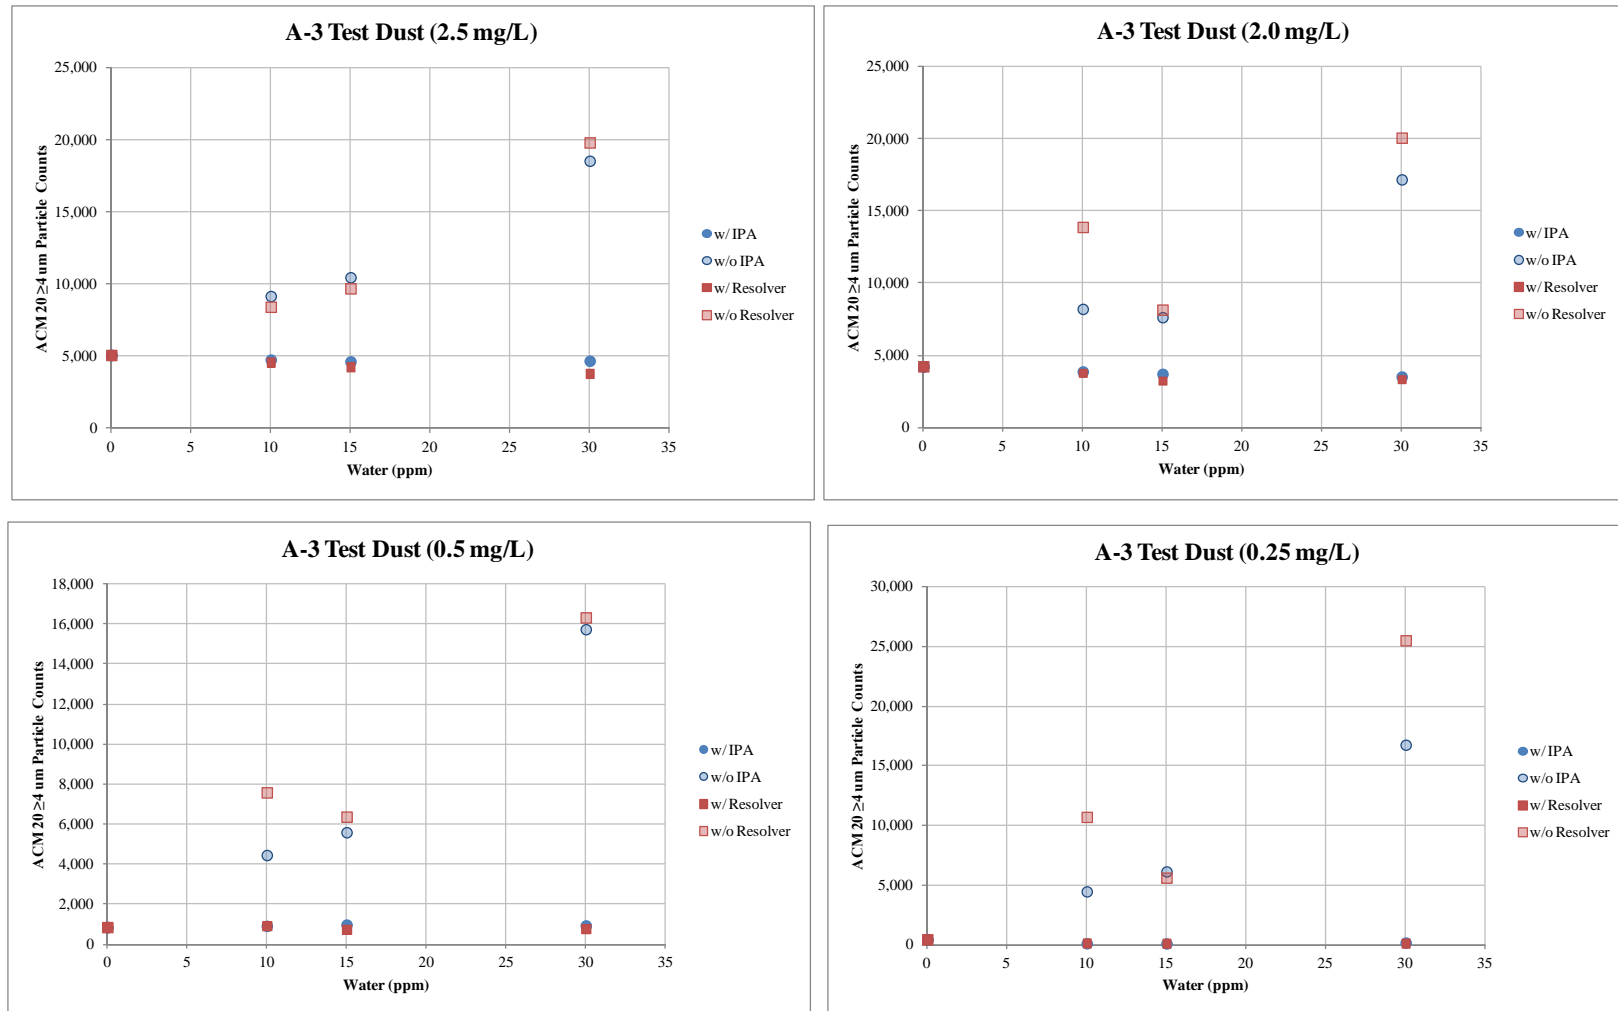 A-3 Test Dust (2.5 mg/L)
25,000
20,000
15,000
10,000
5,000
0
ACM 20 ≥4 um Particle Counts
0 5 10 15 20 25 30 35
Water (ppm)
w/ IPA
w/o IPA
w/ Resolver
w/o Resolver
A-3 Test Dust (2.0 mg/L)
25,000
20,000
15,000
10,000
5,000
0
ACM 20 ≥4 um Particle Counts
0 5 10 15 20 25 30 35
Water (ppm)
w/ IPA
w/o IPA
w/ Resolver
w/o Resolver
A-3 Test Dust (0.5 mg/L)
18,000
16,000
14,000
12,000
10,000
8,000
6,000
4,000
2,000
0
ACM 20 ≥4 um Particle Counts
0 5 10 15 20 25 30 35
Water (ppm)
w/ IPA
w/o IPA
w/ Resolver
w/o Resolver
A-3 Test Dust (0.25 mg/L)
30,000
25,000
20,000
15,000
10,000
5,000
0
ACM 20 ≥4 um Particle Counts
0 5 10 15 20 25 30 35
Water (ppm)
w/ IPA
w/o IPA
w/ Resolver
w/o Resolver